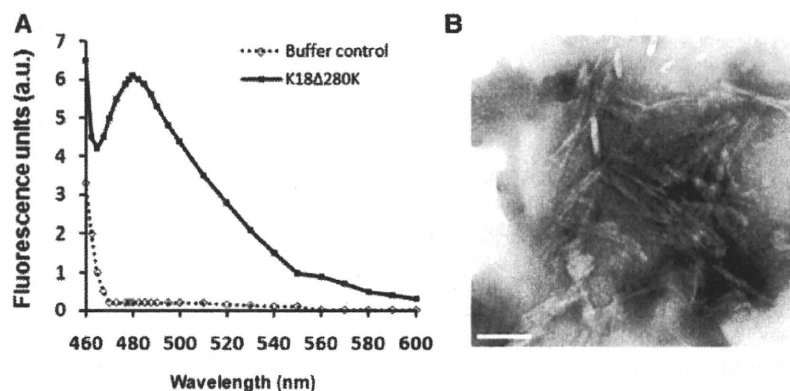 A
B
Buffer control
K18Δ280K
Fluorescence units (a.u.)
7
6
5
4
3
2
1
0
460 480 500 520 540 560 580 600
Wavelength (nm)